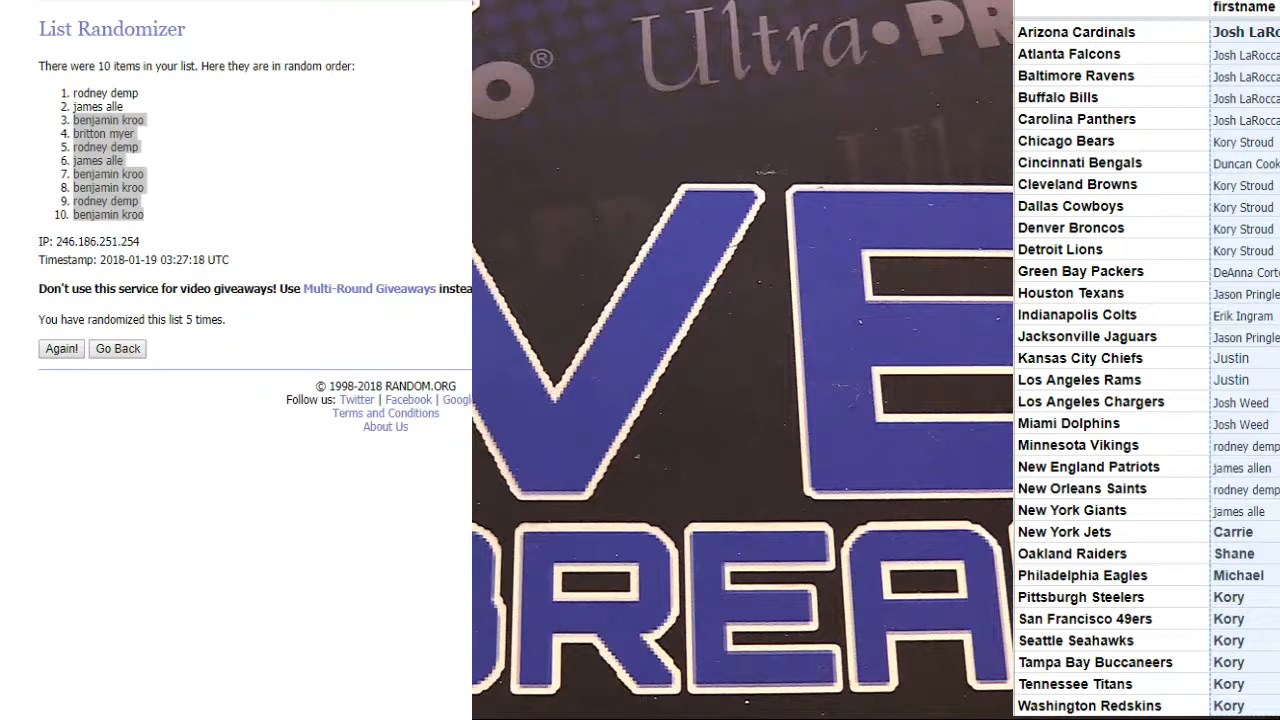 List Randomizer
There were 10 items in your list. Here they are in random order:
1. rodney demp
2. james alle
3. benjamin kroo
4. britton myer
5. rodney demp
6. james alle
7. benjamin kroo
8. benjamin kroo
9. rodney demp
10. benjamin kroo
IP: 246.186.251.254
Timestamp: 2018-01-19 03:27:18 UTC
Don't use this service for video giveaways! Use Multi-Round Giveaways instea
You have randomized this list 5 times.
Again! Go Back
© 1998-2018 RANDOM.ORG
Follow us: Twitter | Facebook | Googl
Terms and Conditions
About Us
O® Ultra•PR
VE
BREA
firstname
Arizona Cardinals Josh LaRo
Atlanta Falcons Josh LaRocca
Baltimore Ravens Josh LaRocca
Buffalo Bills Josh LaRocca
Carolina Panthers Josh LaRocca
Chicago Bears Kory Stroud
Cincinnati Bengals Duncan Cook
Cleveland Browns Kory Stroud
Dallas Cowboys Kory Stroud
Denver Broncos Kory Stroud
Detroit Lions Kory Stroud
Green Bay Packers DeAnna Corte
Houston Texans Jason Pringle
Indianapolis Colts Erik Ingram
Jacksonville Jaguars Jason Pringle
Kansas City Chiefs Justin
Los Angeles Rams Justin
Los Angeles Chargers Josh Weed
Miami Dolphins Josh Weed
Minnesota Vikings rodney demp
New England Patriots james allen
New Orleans Saints rodney demp
New York Giants james alle
New York Jets Carrie
Oakland Raiders Shane
Philadelphia Eagles Michael
Pittsburgh Steelers Kory
San Francisco 49ers Kory
Seattle Seahawks Kory
Tampa Bay Buccaneers Kory
Tennessee Titans Kory
Washington Redskins Kory